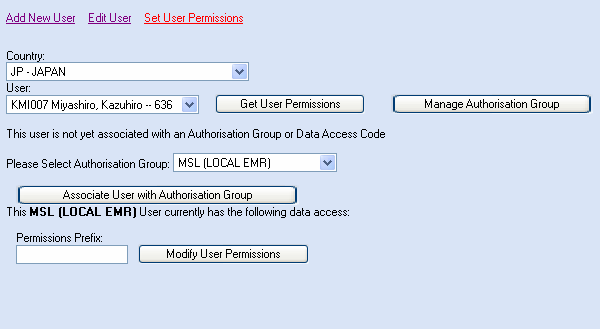 Add New User Edit User Set User Permissions
Country:
JP - JAPAN
User:
KMI007 Miyashiro, Kazuhiro -- 636 Get User Permissions Manage Authorisation Group
This user is not yet associated with an Authorisation Group or Data Access Code
Please Select Authorisation Group: MSL (LOCAL EMR)
Associate User with Authorisation Group
This MSL (LOCAL EMR) User currently has the following data access:
Permissions Prefix:
Modify User Permissions